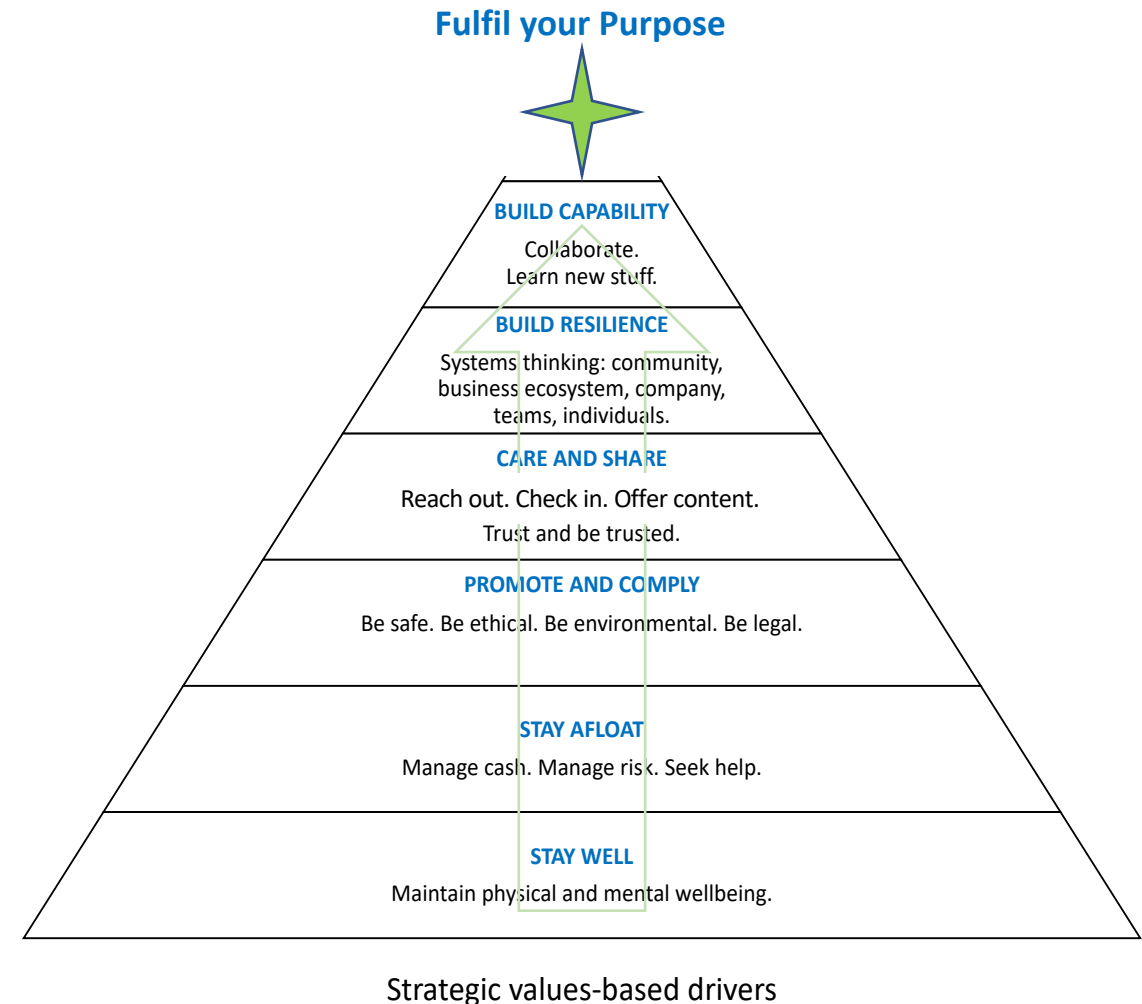 Fulfil your Purpose
BUILD CAPABILITY
Collaborate.
Learn new stuff.
BUILD RESILIENCE
Systems thinking: community,
business ecosystem, company,
teams, individuals.
CARE AND SHARE
Reach out. Check in. Offer content.
Trust and be trusted.
PROMOTE AND COMPLY
Be safe. Be ethical. Be environmental. Be legal.
STAY AFLOAT
Manage cash. Manage risk. Seek help.
STAY WELL
Maintain physical and mental wellbeing.
Strategic values-based drivers